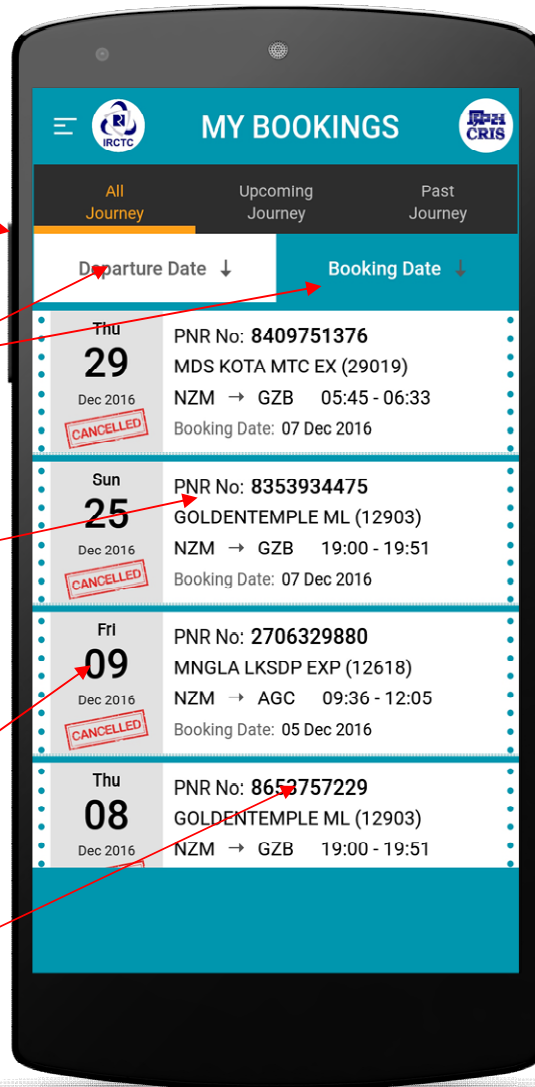 IRCTC
MY BOOKINGS
CRIS
All Journey
Upcoming Journey
Past Journey
Departure Date ↓
Booking Date ↓
Thu
29
Dec 2016
CANCELLED
PNR No: 8409751376
MDS KOTA MTC EX (29019)
NZM → GZB 05:45 - 06:33
Booking Date: 07 Dec 2016
Sun
25
Dec 2016
CANCELLED
PNR No: 8353934475
GOLDENTEMPLE ML (12903)
NZM → GZB 19:00 - 19:51
Booking Date: 07 Dec 2016
Fri
09
Dec 2016
CANCELLED
PNR No: 2706329880
MNGLA LKSDP EXP (12618)
NZM → AGC 09:36 - 12:05
Booking Date: 05 Dec 2016
Thu
08
Dec 2016
PNR No: 8653757229
GOLDENTEMPLE ML (12903)
NZM → GZB 19:00 - 19:51